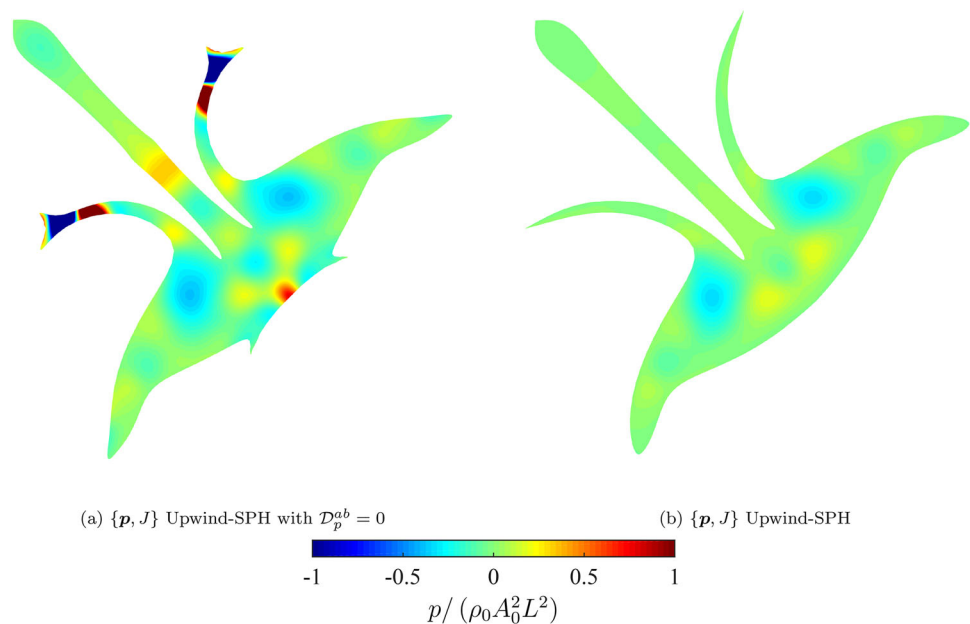 (a) {p, J} Upwind-SPH with 𝒟_p^{ab} = 0
(b) {p, J} Upwind-SPH
-1 -0.5 0 0.5 1
p/ (ρ₀A₀²L²)